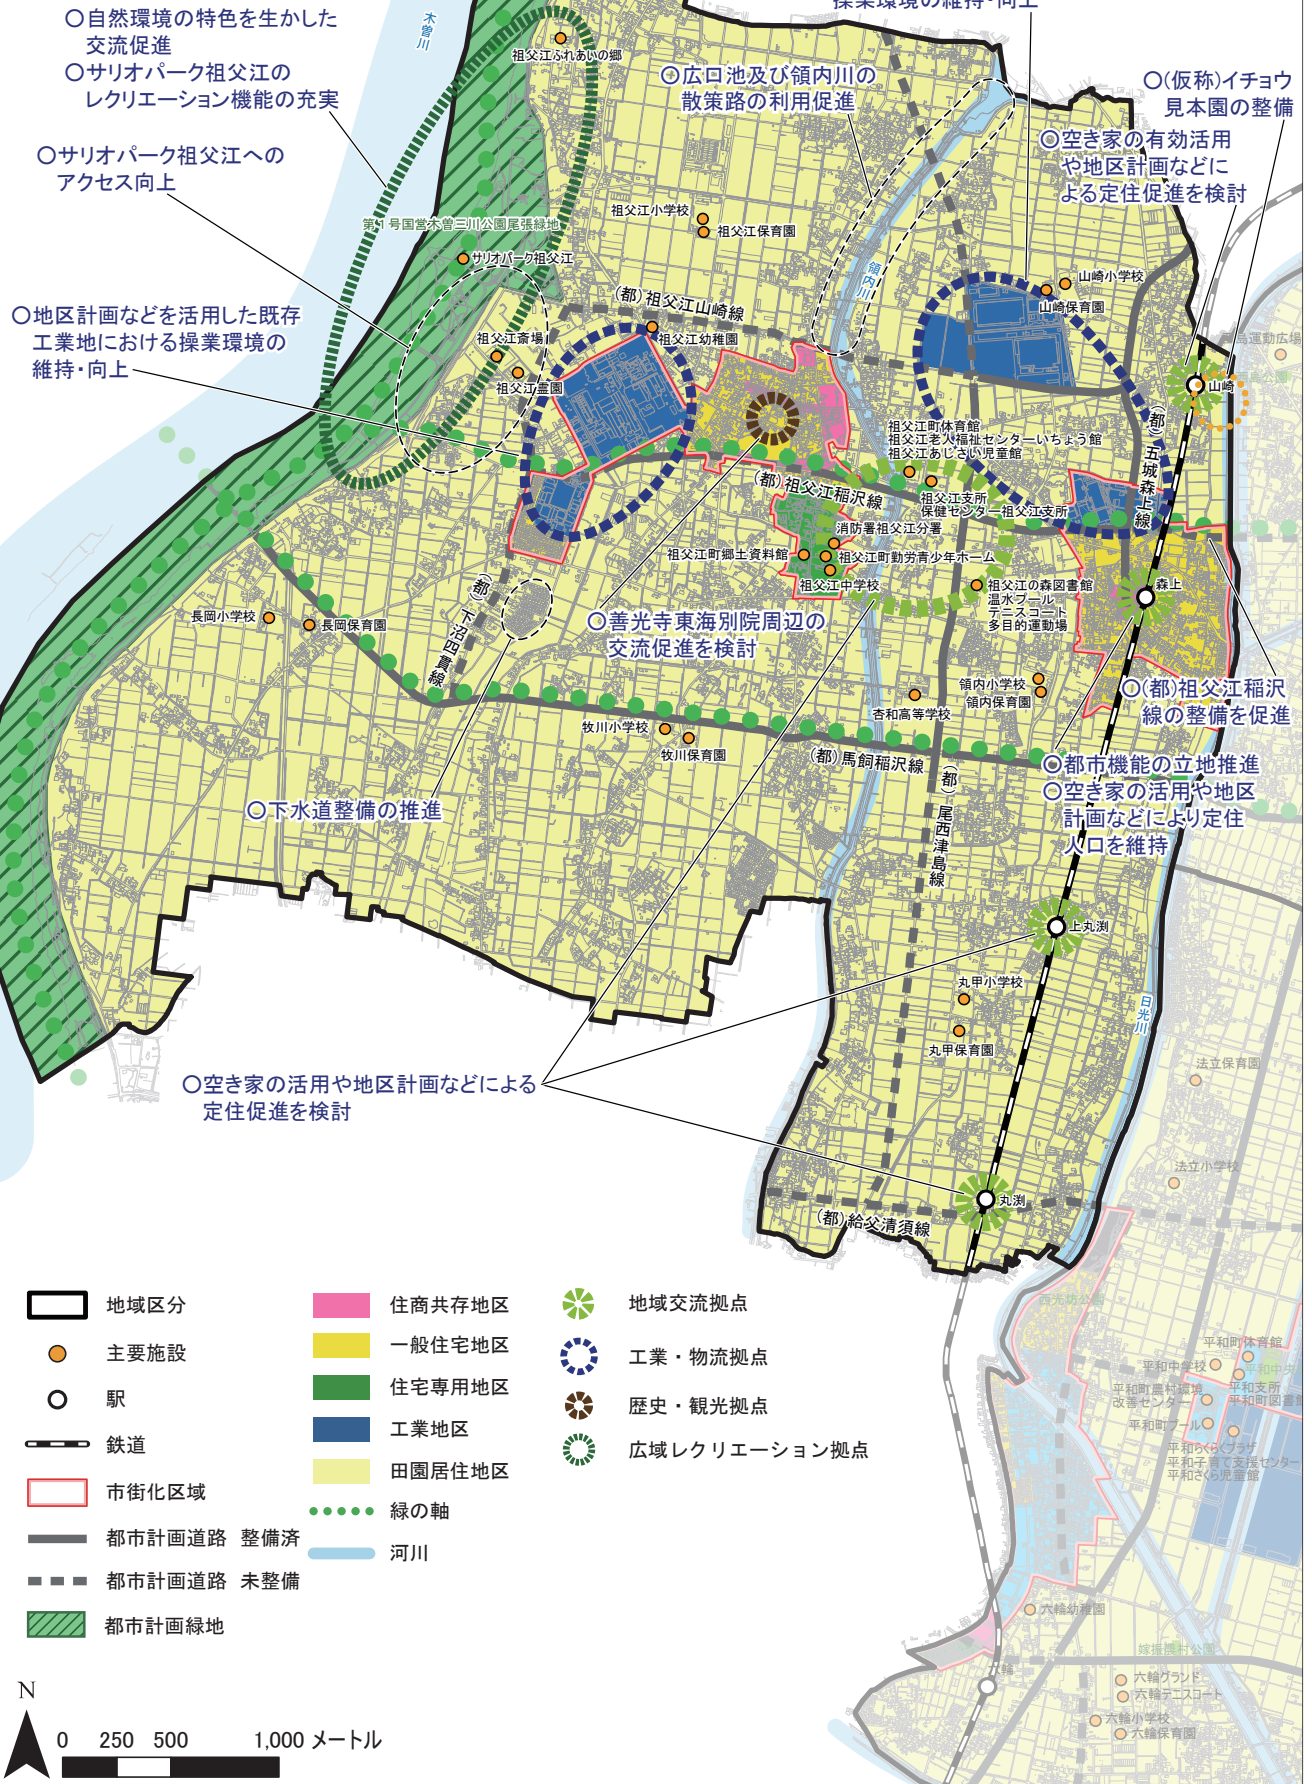 ○自然環境の特色を生かした
交流促進
○サリオパーク祖父江の
レクリエーション機能の充実
木曽川
操業環境の維持・向上
祖父江ふれあいの郷
○広口池及び領内川の
散策路の利用促進
○(仮称)イチョウ
見本園の整備
○空き家の有効活用
や地区計画などに
よる定住促進を検討
○サリオパーク祖父江への
アクセス向上
第1号国営木曽三川公園尾張緑地
サリオパーク祖父江
祖父江小学校
祖父江保育園
領内川
山崎小学校
山崎保育園
○地区計画などを活用した既存
工業地における操業環境の
維持・向上
(都)祖父江山崎線
祖父江斎場
祖父江幼稚園
祖父江霊園
山崎
(都)五城森上線
祖父江町体育館
祖父江老人福祉センターいちょう館
祖父江あじさい児童館
(都)祖父江稲沢線
祖父江支所
保健センター祖父江支所
消防署祖父江分署
祖父江町郷土資料館
祖父江町勤労青少年ホーム
祖父江中学校
祖父江の森図書館
温水プール
テニスコート
多目的運動場
森上
長岡小学校
長岡保育園
(都)下沼四貫線
○善光寺東海別院周辺の
交流促進を検討
領内小学校
領内保育園
杏和高等学校
○(都)祖父江稲沢
線の整備を促進
牧川小学校
牧川保育園
(都)馬飼稲沢線
(都)尾西津島線
○都市機能の立地推進
○空き家の活用や地区
計画などにより定住
人口を維持
○下水道整備の推進
上丸渕
丸甲小学校
丸甲保育園
日光川
法立保育園
○空き家の活用や地区計画などによる
定住促進を検討
法立小学校
丸渕
(都)給父清須線
地域区分
主要施設
駅
鉄道
市街化区域
都市計画道路 整備済
都市計画道路 未整備
都市計画緑地
住商共存地区
一般住宅地区
住宅専用地区
工業地区
田園居住地区
緑の軸
河川
地域交流拠点
工業・物流拠点
歴史・観光拠点
広域レクリエーション拠点
西光坊公園
平和町体育館
平和中学校
平和中央
平和支所
平和町図書館
平和町農村環境
改善センター
平和町プール
平和らくらくプラザ
平和子育て支援センター
平和さくら児童館
六輪幼稚園
嫁振農村公園
六輪
六輪グランド
六輪テニスコート
六輪小学校
六輪保育園
N
0 250 500 1,000 メートル